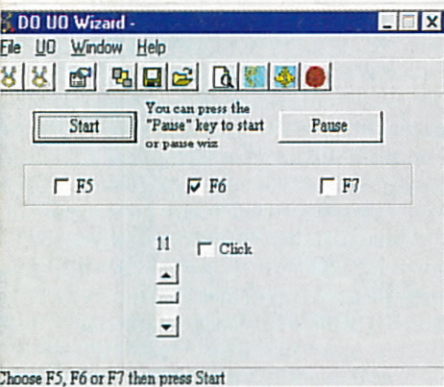 DO UO Wizard -
File UO Window Help
Start
You can press the
"Pause" key to start
or pause wiz
Pause
F5
F6
F7
11
Click
Choose F5, F6 or F7 then press Start